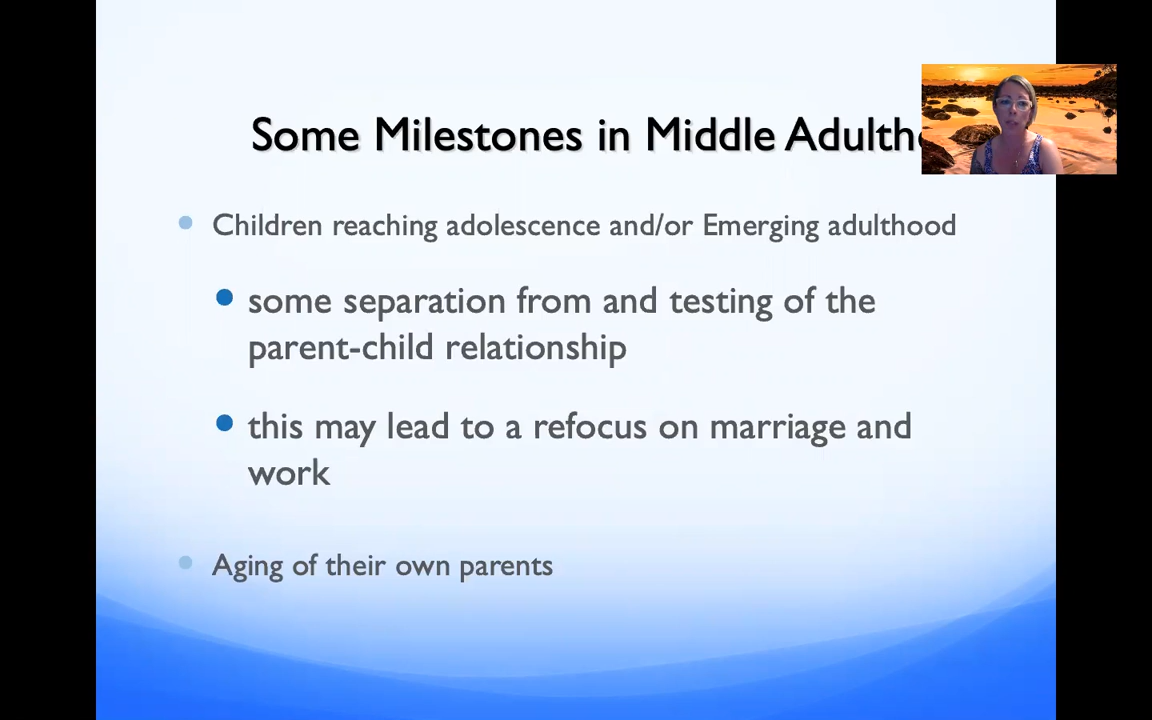 Some Milestones in Middle
Children reaching adolescence and/or Emerging adulthood
some separation from and testing of the
parent-child relationship
this may lead to a refocus on marriage and
work
Aging of their own parents